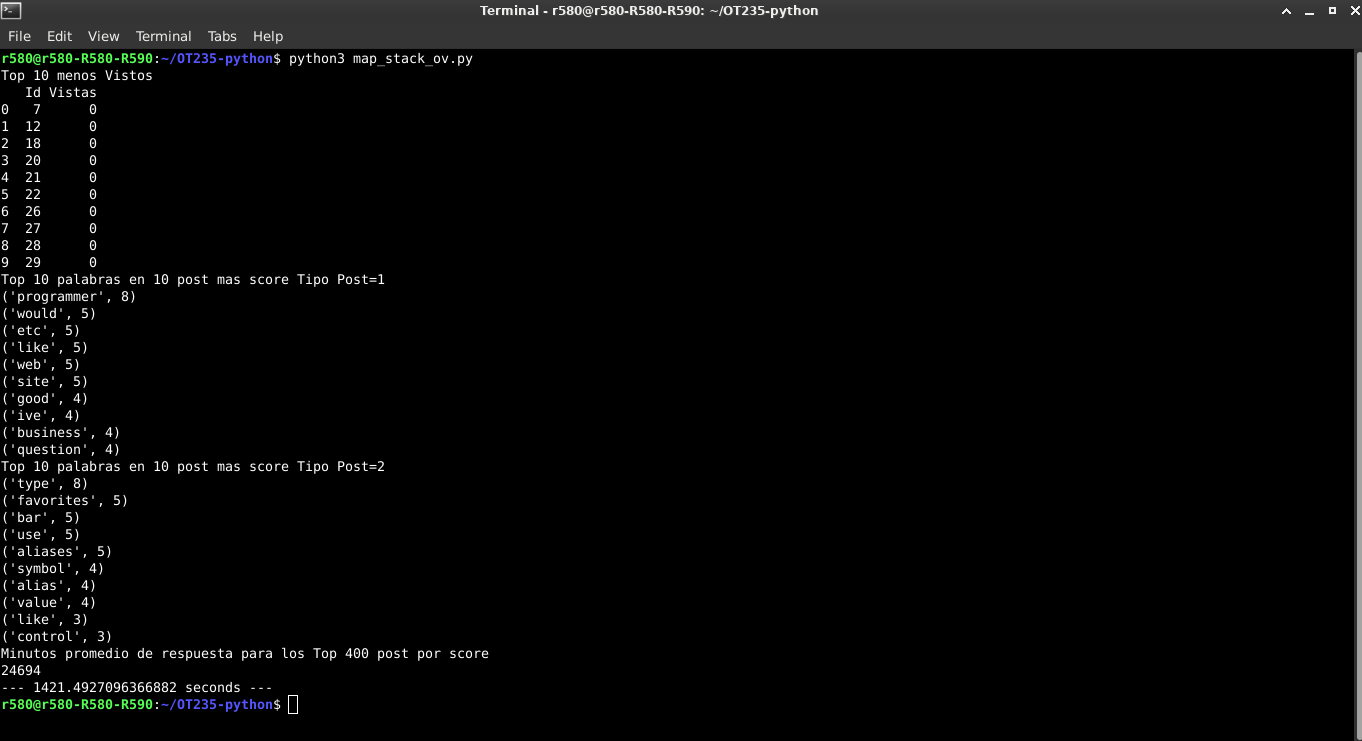 Terminal - r580@r580-R580-R590: ~/OT235-python
File Edit View Terminal Tabs Help
r580@r580-R580-R590:~/OT235-python$ python3 map_stack_ov.py
Top 10 menos Vistos
   Id Vistas
0   7      0
1  12      0
2  18      0
3  20      0
4  21      0
5  22      0
6  26      0
7  27      0
8  28      0
9  29      0
Top 10 palabras en 10 post mas score Tipo Post=1
('programmer', 8)
('would', 5)
('etc', 5)
('like', 5)
('web', 5)
('site', 5)
('good', 4)
('ive', 4)
('business', 4)
('question', 4)
Top 10 palabras en 10 post mas score Tipo Post=2
('type', 8)
('favorites', 5)
('bar', 5)
('use', 5)
('aliases', 5)
('symbol', 4)
('alias', 4)
('value', 4)
('like', 3)
('control', 3)
Minutos promedio de respuesta para los Top 400 post por score
24694
--- 1421.4927096366882 seconds ---
r580@r580-R580-R590:~/OT235-python$